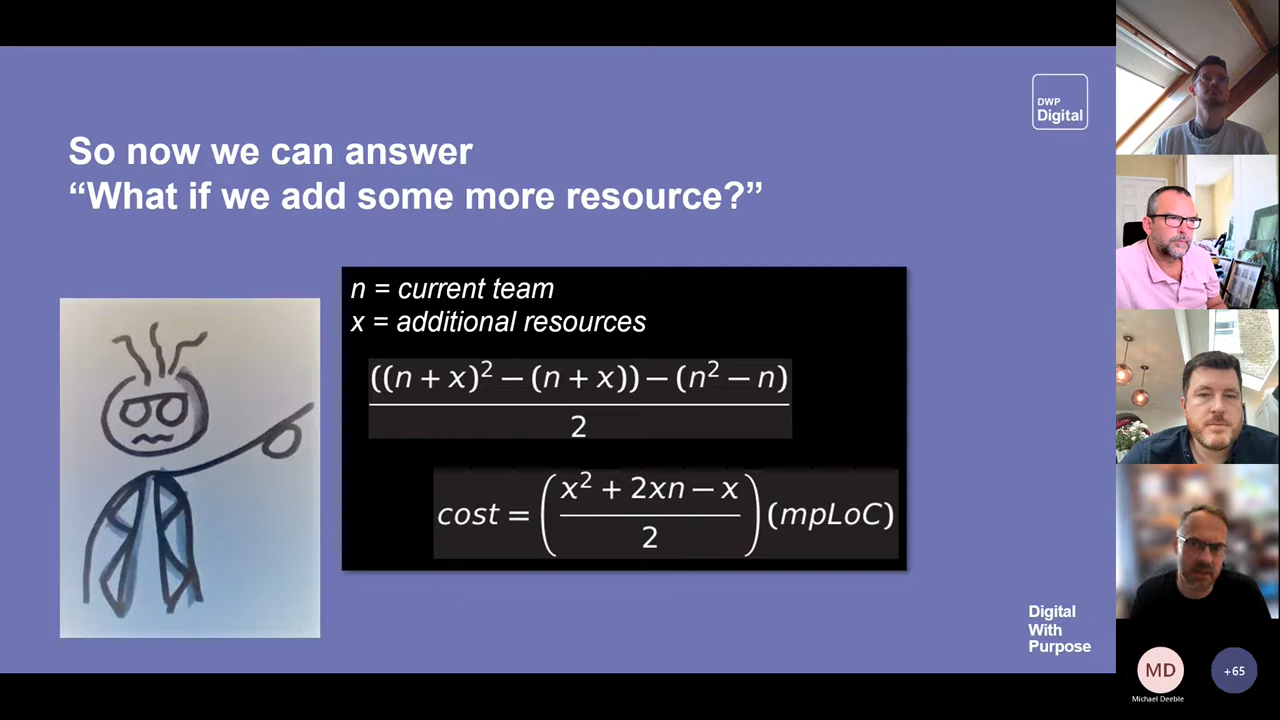 DWP
Digital
So now we can answer
“What if we add some more resource?”
n = current team
x = additional resources
((n + x)² − (n + x)) − (n² − n)
2
cost = (x² + 2xn − x / 2) (mpLoC)
Digital
With
Purpose
MD
Michael Deeble
+65